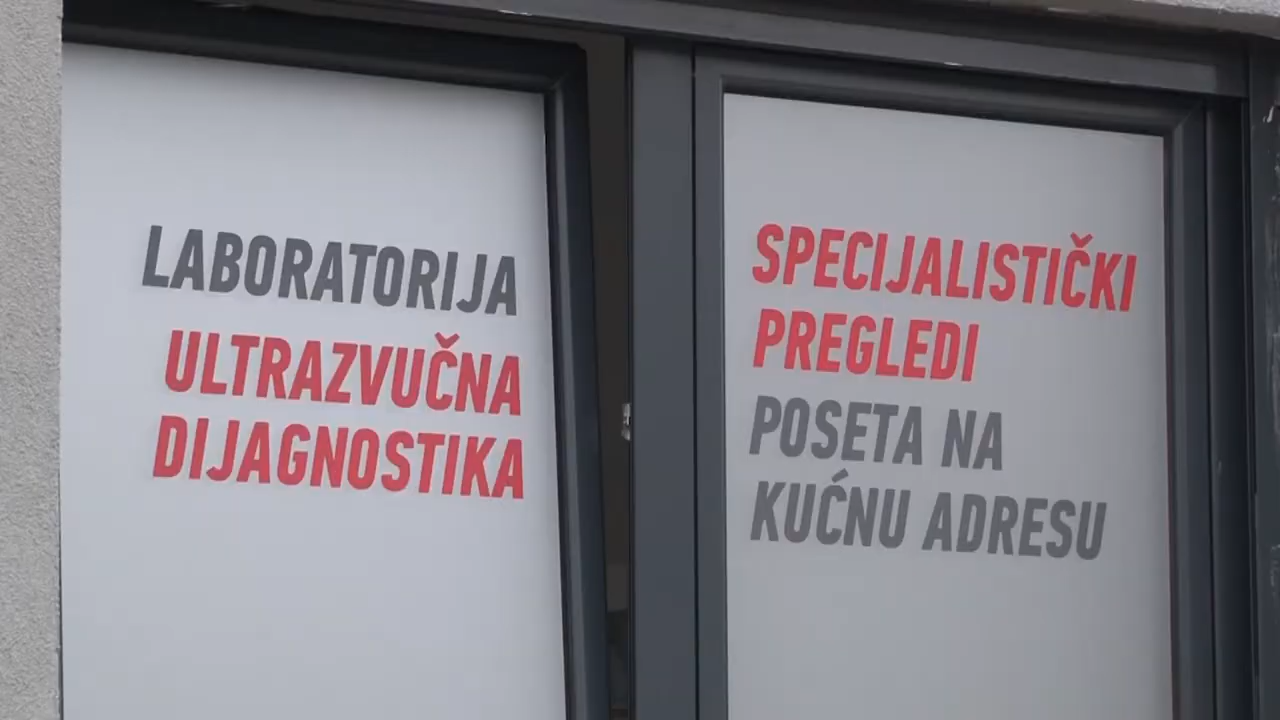 LABORATORIJA
ULTRAZVUČNA
DIJAGNOSTIKA
SPECIJALISTIČKI
PREGLEDI
POSETA NA
KUĆNU ADRESU